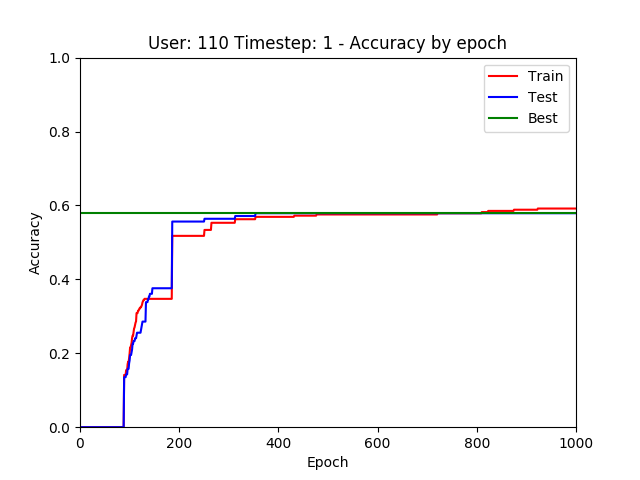 User: 110 Timestep: 1 - Accuracy by epoch
1.0
0.8
0.6
0.4
0.2
0.0
Accuracy
Train
Test
Best
0 200 400 600 800 1000
Epoch